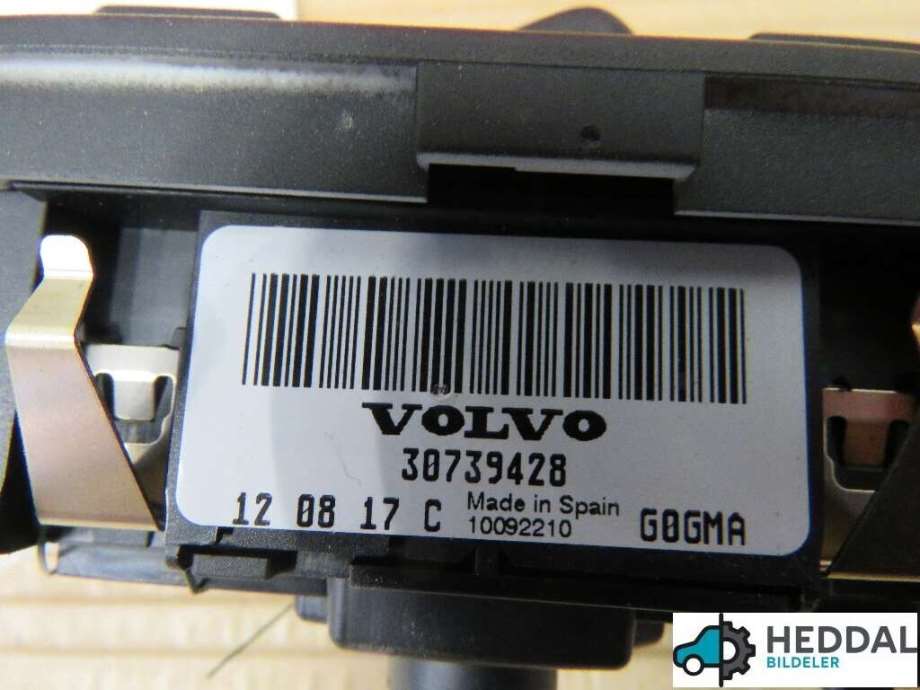 VOLVO
30739428
12 08 17 C Made in Spain
10092210 G0GMA
HEDDAL
BILDELER